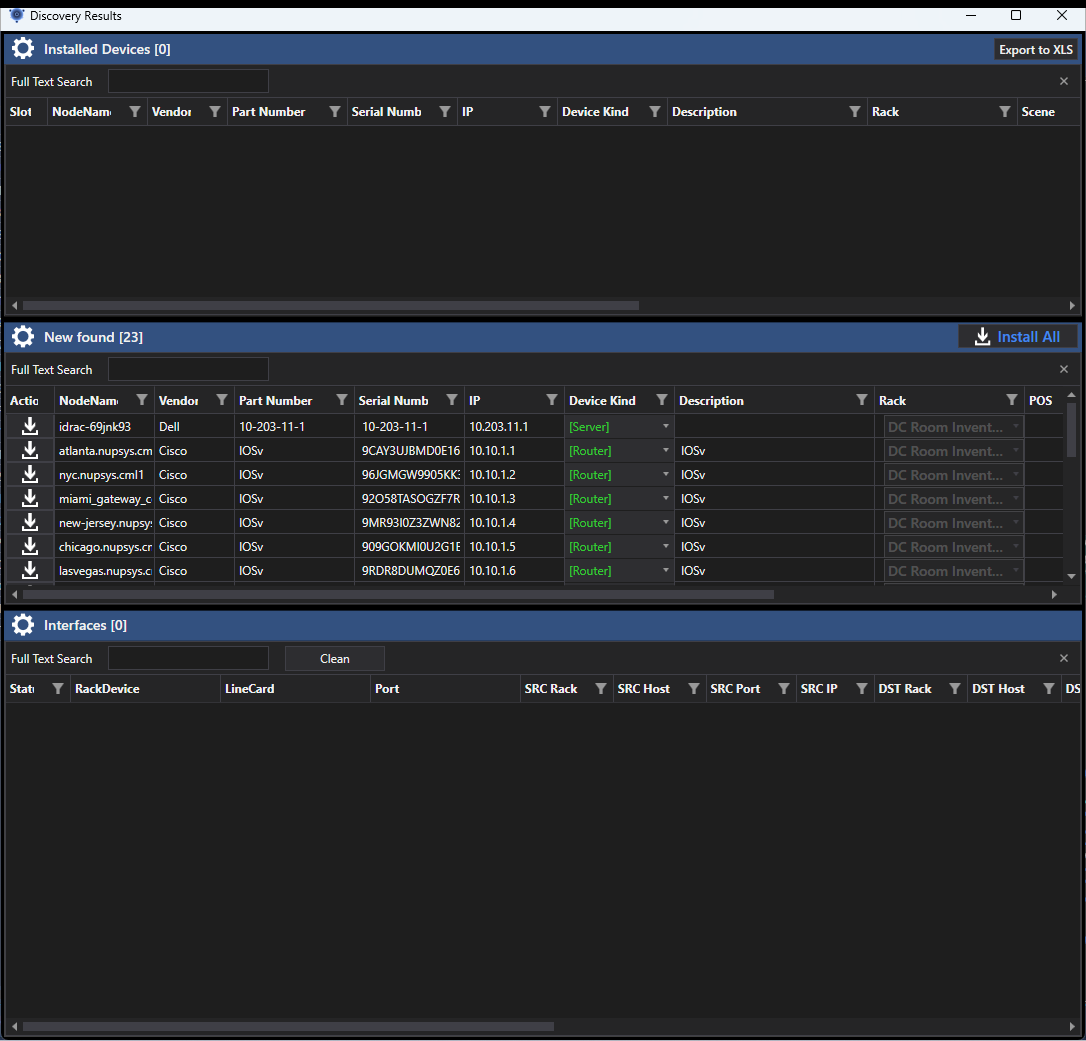 Discovery Results
Installed Devices [0] Export to XLS
Full Text Search
Slot NodeNam Vendor Part Number Serial Numb IP Device Kind Description Rack Scene
New found [23] Install All
Full Text Search
Actio NodeNam Vendor Part Number Serial Numb IP Device Kind Description Rack POS
idrac-69jnk93 Dell 10-203-11-1 10-203-11-1 10.203.11.1 [Server] DC Room Invent...
atlanta.nupsys.cm Cisco IOSv 9CAY3UJBMD0E16 10.10.1.1 [Router] IOSv DC Room Invent...
nyc.nupsys.cml1 Cisco IOSv 96JGMGW9905KK3 10.10.1.2 [Router] IOSv DC Room Invent...
miami_gateway_c Cisco IOSv 92O58TASOGZF7R 10.10.1.3 [Router] IOSv DC Room Invent...
new-jersey.nupsy Cisco IOSv 9MR93I0Z3ZWN82 10.10.1.4 [Router] IOSv DC Room Invent...
chicago.nupsys.cr Cisco IOSv 909GOKMI0U2G1E 10.10.1.5 [Router] IOSv DC Room Invent...
lasvegas.nupsys.c Cisco IOSv 9RDR8DUMQZ0E6 10.10.1.6 [Router] IOSv DC Room Invent...
Interfaces [0]
Full Text Search Clean
Statu RackDevice LineCard Port SRC Rack SRC Host SRC Port SRC IP DST Rack DST Host DS